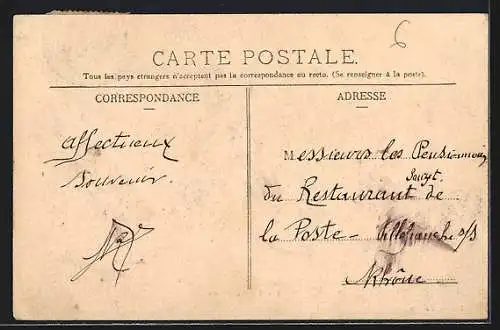 6
CARTE POSTALE.
Tous les pays étrangers n'acceptent pas la correspondance au recto. (Se renseigner à la poste).
CORRESPONDANCE
ADRESSE
affectueux
souvenir.
Messieurs les Pensionnaires
du Restaurant de
la Poste - Villefranche s/S
Rhône